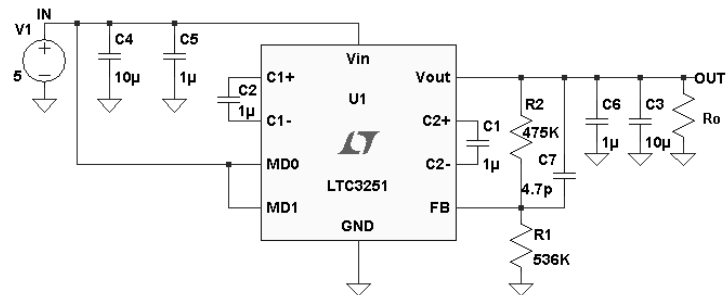 V1
IN
5
C4
10µ
C5
1µ
C2
1µ
Vin
C1+
C1-
MD0
MD1
U1
LTC3251
GND
Vout
C2+
C2-
FB
C1
1µ
R2
475K
C7
4.7p
R1
536K
C6
1µ
C3
10µ
OUT
Ro